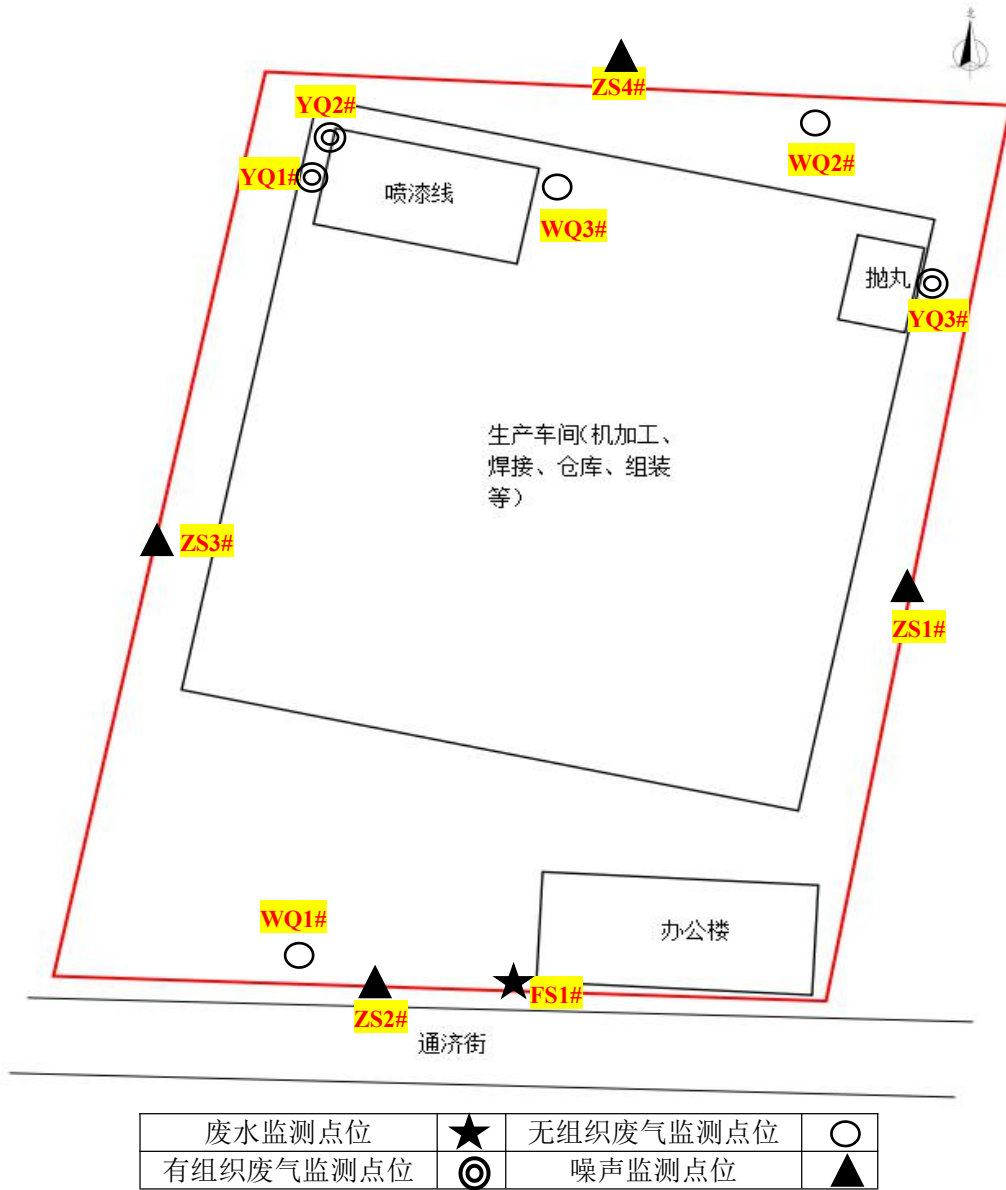 北
ZS4#
YQ2#
WQ2#
YQ1#
喷漆线
WQ3#
抛丸
YQ3#
生产车间(机加工、
焊接、仓库、组装
等)
ZS3#
ZS1#
WQ1#
办公楼
FS1#
ZS2#
通济街
废水监测点位 ★ 无组织废气监测点位 ○
有组织废气监测点位 ◎ 噪声监测点位 ▲